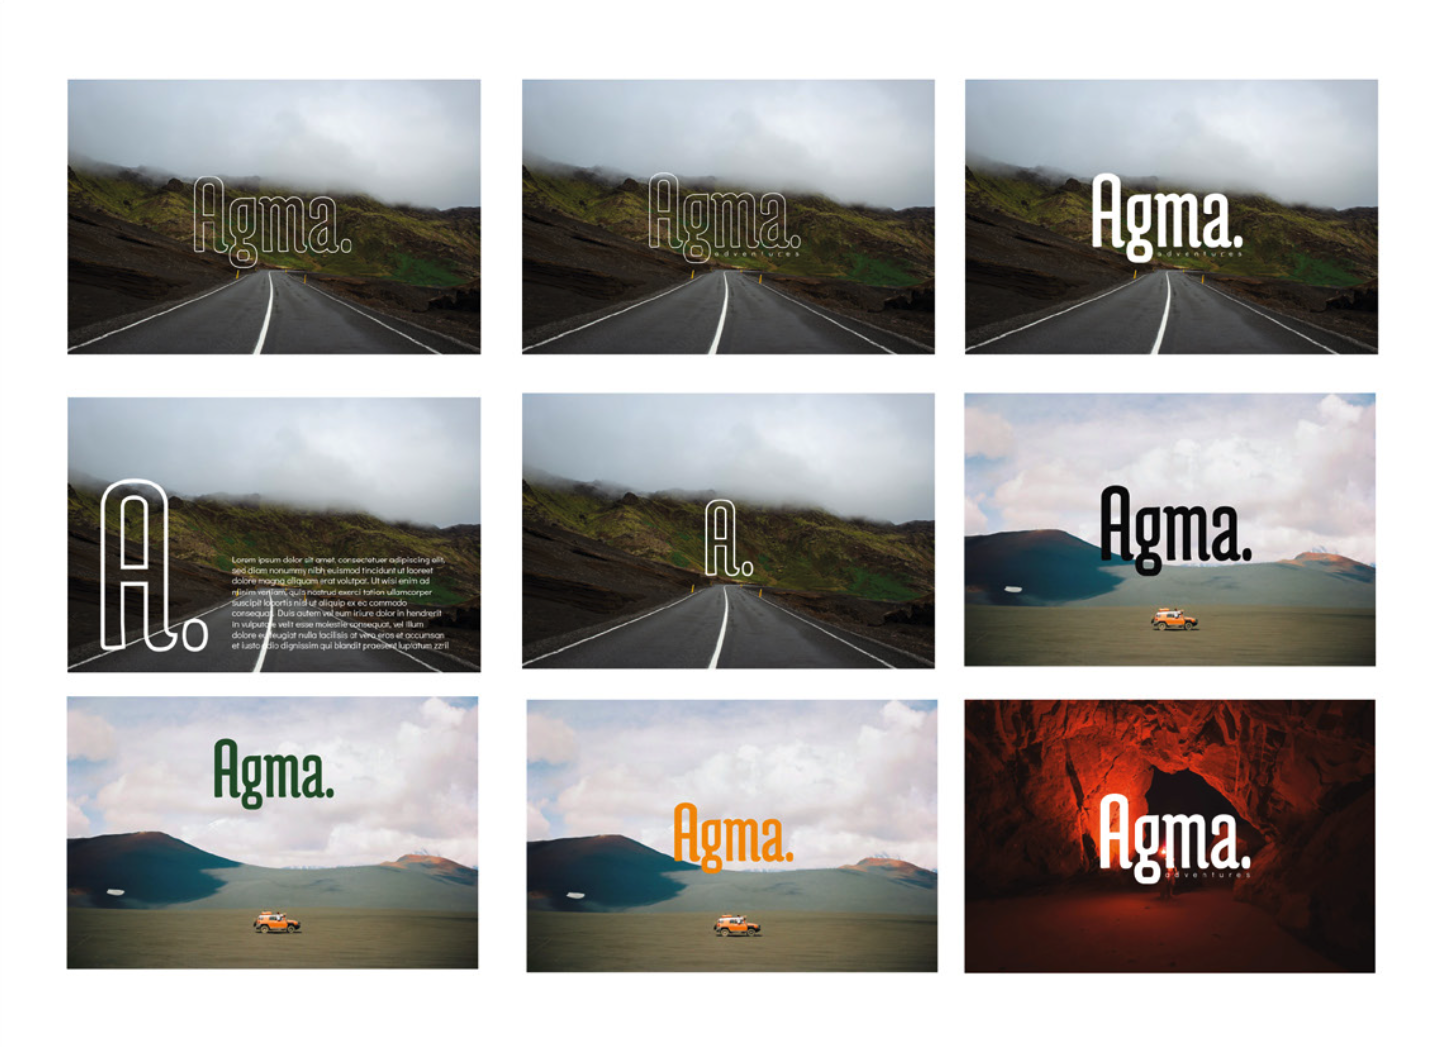 Agma.
Agma.
adventures
Agma.
adventures
A.
Lorem ipsum dolor sit amet, consectetuer adipiscing elit,
sed diam nonummy nibh euismod tincidunt ut laoreet
dolore magna aliquam erat volutpat. Ut wisi enim ad
minim veniam, quis nostrud exerci tation ullamcorper
suscipit lobortis nisl ut aliquip ex ec commodo
consequat. Duis autem vel sum iriure dolor in hendrerit
in vulputate velit esse molestie consequat, vel illum
dolore eu feugiat nulla facilisis at vero eros et accumsan
et iusto odio dignissim qui blandit praesent luptatum zzril
A.
Agma.
Agma.
Agma.
Agma.
adventures